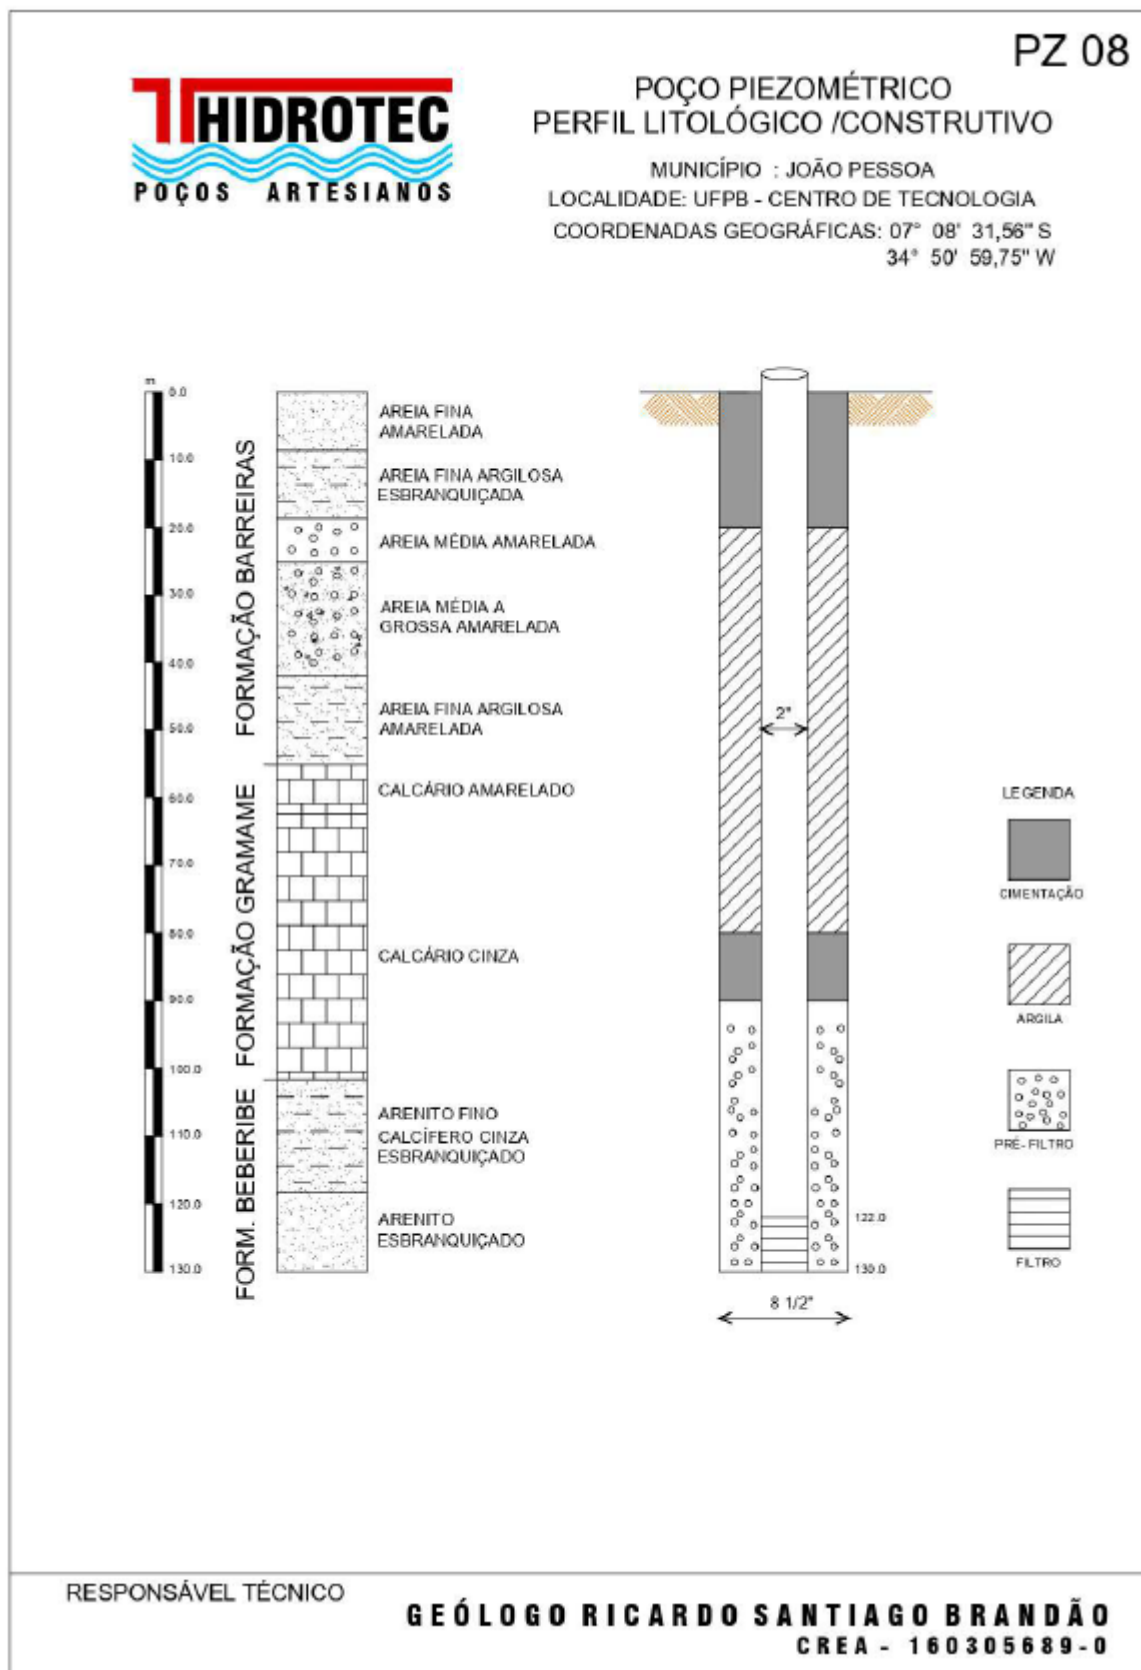 PZ 08
HIDROTEC
POÇOS ARTESIANOS
POÇO PIEZOMÉTRICO
PERFIL LITOLÓGICO /CONSTRUTIVO
MUNICÍPIO : JOÃO PESSOA
LOCALIDADE: UFPB - CENTRO DE TECNOLOGIA
COORDENADAS GEOGRÁFICAS: 07° 08' 31,56'" S
34° 50' 59,75" W
m
0.0
10.0
20.0
30.0
40.0
50.0
60.0
70.0
80.0
90.0
100.0
110.0
120.0
130.0
FORMAÇÃO BARREIRAS
FORMAÇÃO GRAMAME
FORM. BEBERIBE
AREIA FINA
AMARELADA
AREIA FINA ARGILOSA
ESBRANQUIÇADA
AREIA MÉDIA AMARELADA
AREIA MÉDIA A
GROSSA AMARELADA
AREIA FINA ARGILOSA
AMARELADA
CALCÁRIO AMARELADO
CALCÁRIO CINZA
ARENITO FINO
CALCÍFERO CINZA
ESBRANQUIÇADO
ARENITO
ESBRANQUIÇADO
2"
122.0
130.0
8 1/2"
LEGENDA
CIMENTAÇÃO
ARGILA
PRÉ-FILTRO
FILTRO
RESPONSÁVEL TÉCNICO
GEÓLOGO RICARDO SANTIAGO BRANDÃO
CREA - 160305689-0